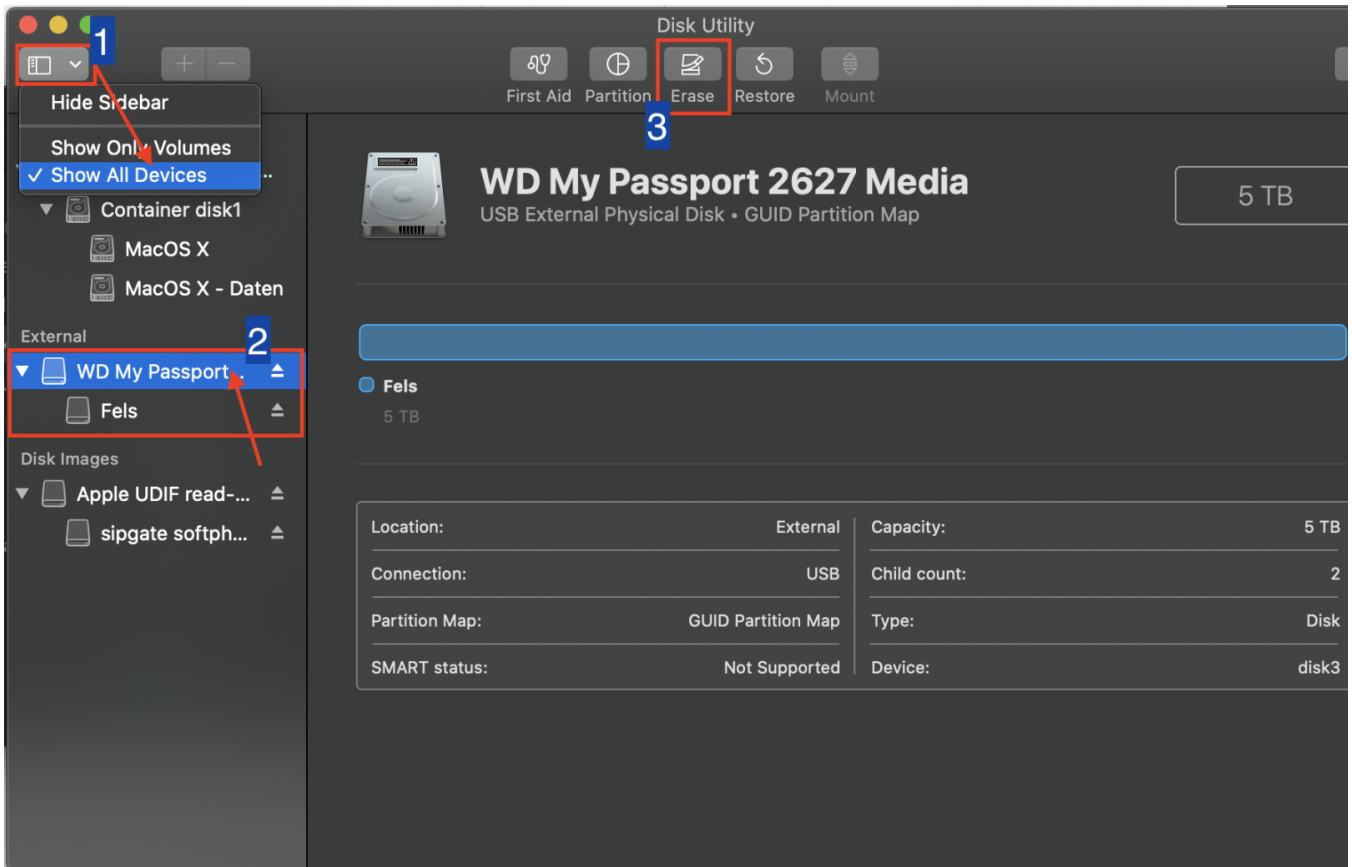 Disk Utility
1
First Aid
Partition
Erase
Restore
Mount
3
Hide Sidebar
Show Only Volumes
✓ Show All Devices
...
Container disk1
MacOS X
MacOS X - Daten
External
2
WD My Passport...
Fels
Disk Images
Apple UDIF read-...
sipgate softph...
WD My Passport 2627 Media
USB External Physical Disk • GUID Partition Map
5 TB
Fels
5 TB
Location: External
Connection: USB
Partition Map: GUID Partition Map
SMART status: Not Supported
Capacity: 5 TB
Child count: 2
Type: Disk
Device: disk3